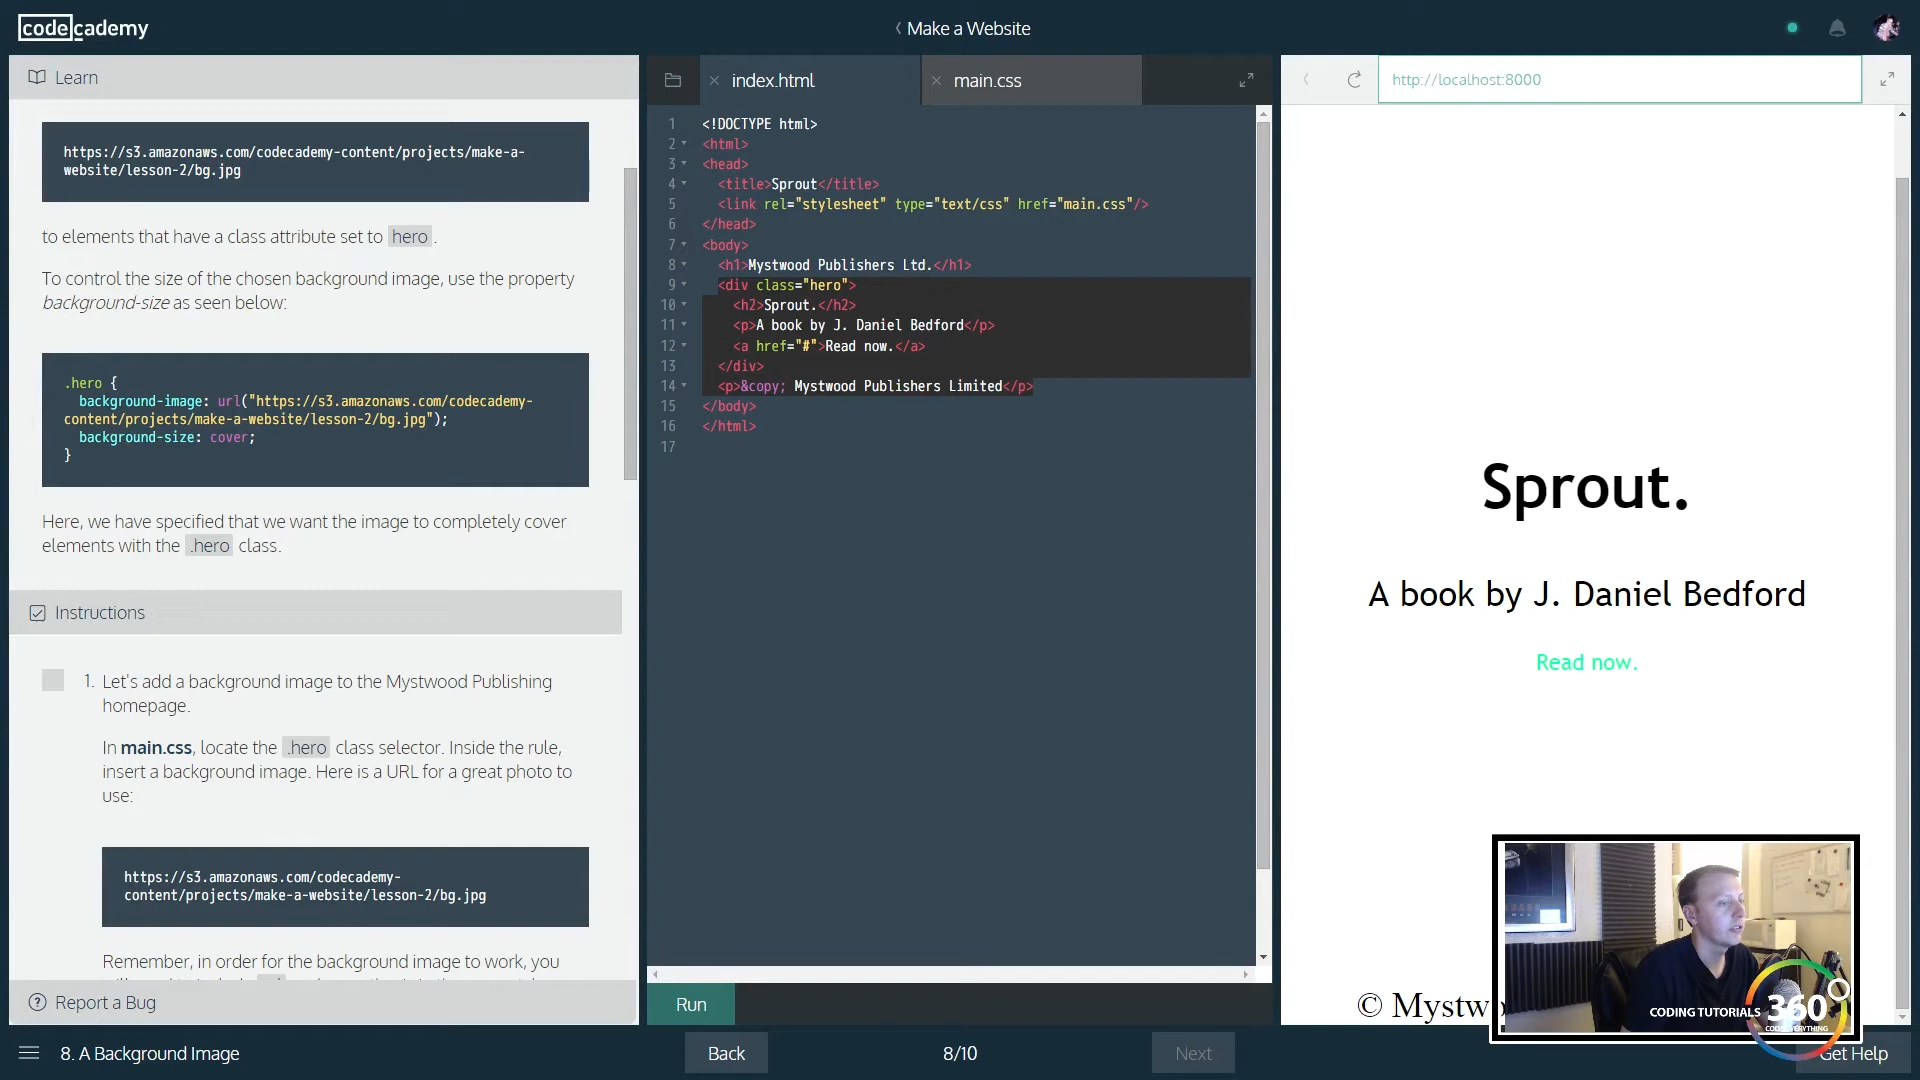 codecademy
Make a Website
Learn
https://s3.amazonaws.com/codecademy-content/projects/make-a-
website/lesson-2/bg.jpg
to elements that have a class attribute set to hero .
To control the size of the chosen background image, use the property
background-size as seen below:
.hero {
background-image: url("https://s3.amazonaws.com/codecademy-
content/projects/make-a-website/lesson-2/bg.jpg");
background-size: cover;
}
Here, we have specified that we want the image to completely cover
elements with the .hero class.
Instructions
1. Let's add a background image to the Mystwood Publishing
homepage.
In main.css, locate the .hero class selector. Inside the rule,
insert a background image. Here is a URL for a great photo to
use:
https://s3.amazonaws.com/codecademy-
content/projects/make-a-website/lesson-2/bg.jpg
Remember, in order for the background image to work, you
Report a Bug
8. A Background Image
index.html
main.css
1 <!DOCTYPE html>
2 <html>
3 <head>
4 <title>Sprout</title>
5 <link rel="stylesheet" type="text/css" href="main.css"/>
6 </head>
7 <body>
8 <h1>Mystwood Publishers Ltd.</h1>
9 <div class="hero">
10 <h2>Sprout.</h2>
11 <p>A book by J. Daniel Bedford</p>
12 <a href="#">Read now.</a>
13 </div>
14 <p>&copy; Mystwood Publishers Limited</p>
15 </body>
16 </html>
17
Run
Back
8/10
Next
http://localhost:8000
Sprout.
A book by J. Daniel Bedford
Read now.
© Mystwo
CODING TUTORIALS 360
CODE EVERYTHING
Get Help